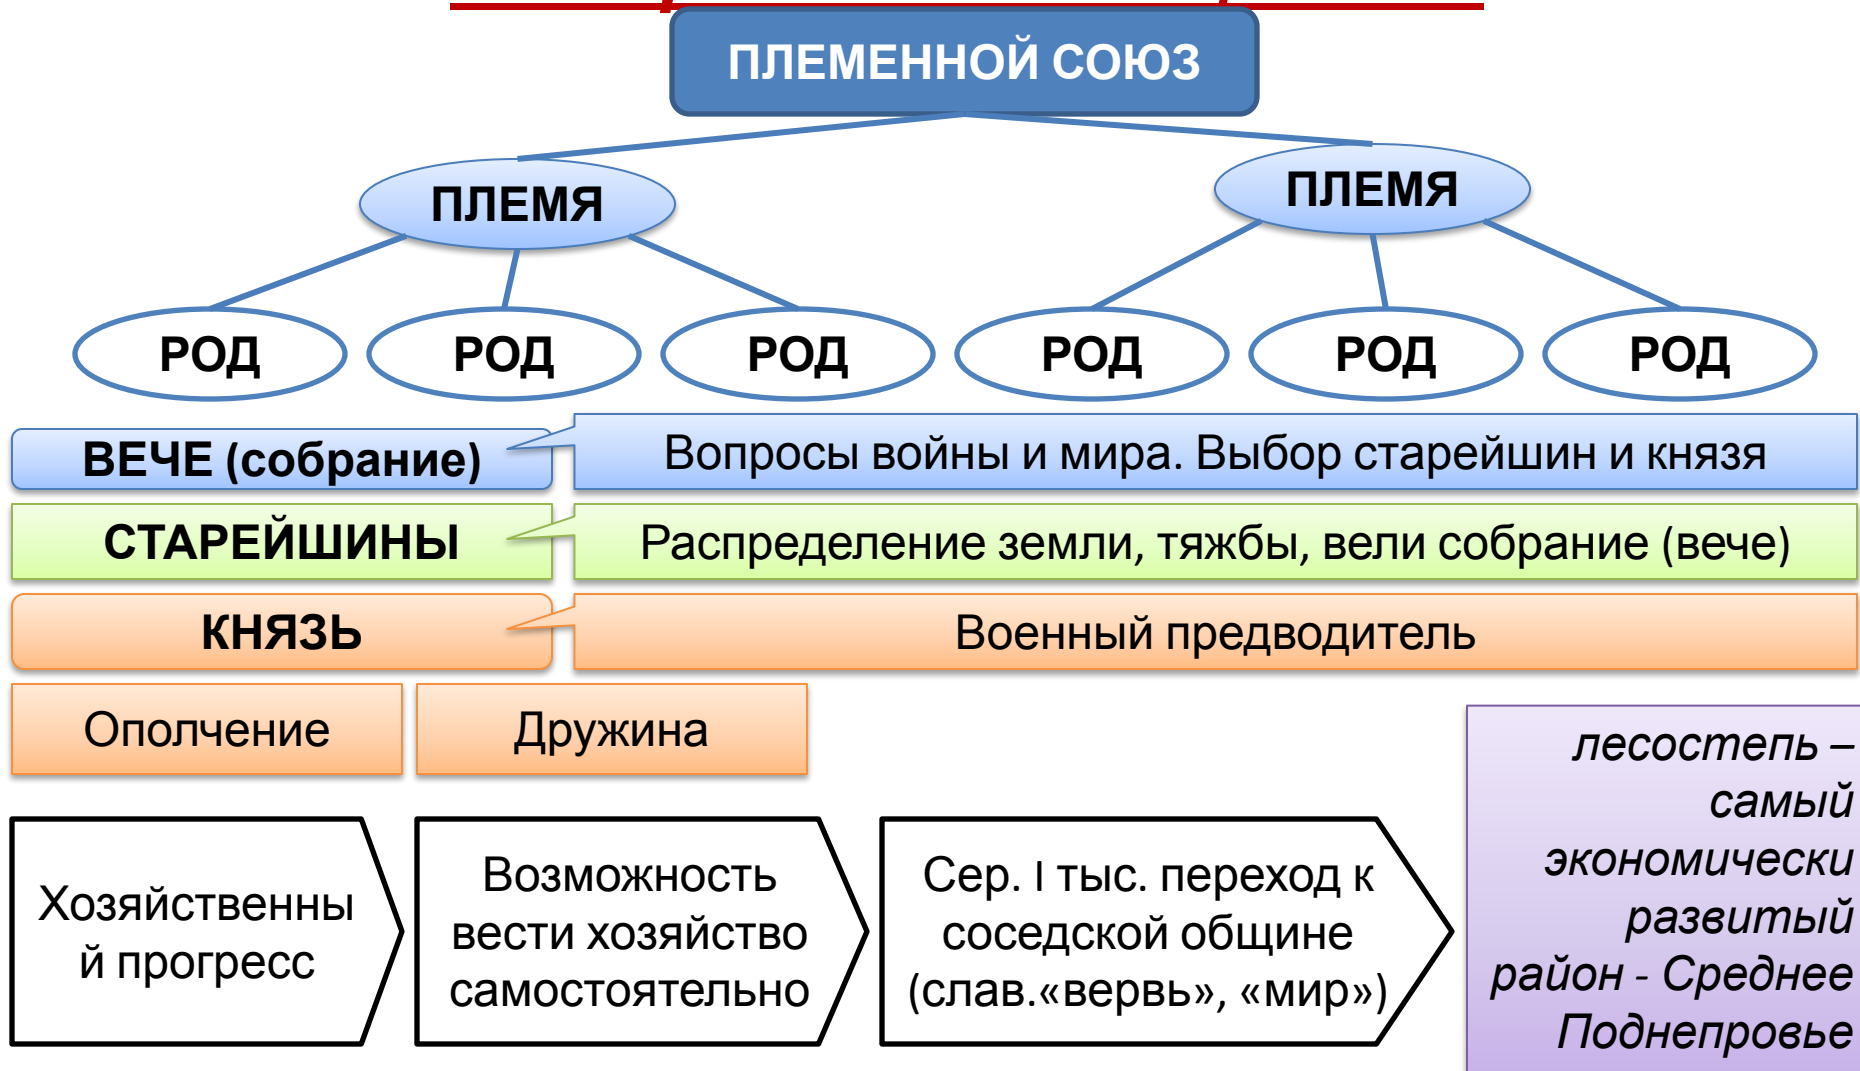 ПЛЕМЕННОЙ СОЮЗ
ПЛЕМЯ
ПЛЕМЯ
РОД
РОД
РОД
РОД
РОД
РОД
ВЕЧЕ (собрание)
Вопросы войны и мира. Выбор старейшин и князя
СТАРЕЙШИНЫ
Распределение земли, тяжбы, вели собрание (вече)
КНЯЗЬ
Военный предводитель
Ополчение
Дружина
Хозяйственны
й прогресс
Возможность
вести хозяйство
самостоятельно
Сер. I тыс. переход к
соседской общине
(слав.«вервь», «мир»)
лесостепь –
самый
экономически
развитый
район - Среднее
Поднепровье